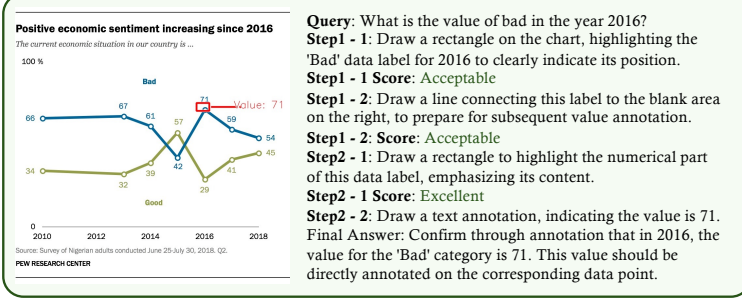 Positive economic sentiment increasing since 2016
The current economic situation in our country is ...
100 %
Bad
71
Value: 71
67
66
61
59
57
54
45
42
41
39
34
32
29
Good
0
2010 2012 2014 2016 2018
Source: Survey of Nigerian adults conducted June 25-July 30, 2018. Q2.
PEW RESEARCH CENTER
Query: What is the value of bad in the year 2016?
Step1 - 1: Draw a rectangle on the chart, highlighting the
'Bad' data label for 2016 to clearly indicate its position.
Step1 - 1 Score: Acceptable
Step1 - 2: Draw a line connecting this label to the blank area
on the right, to prepare for subsequent value annotation.
Step1 - 2: Score: Acceptable
Step2 - 1: Draw a rectangle to highlight the numerical part
of this data label, emphasizing its content.
Step2 - 1 Score: Excellent
Step2 - 2: Draw a text annotation, indicating the value is 71.
Final Answer: Confirm through annotation that in 2016, the
value for the 'Bad' category is 71. This value should be
directly annotated on the corresponding data point.